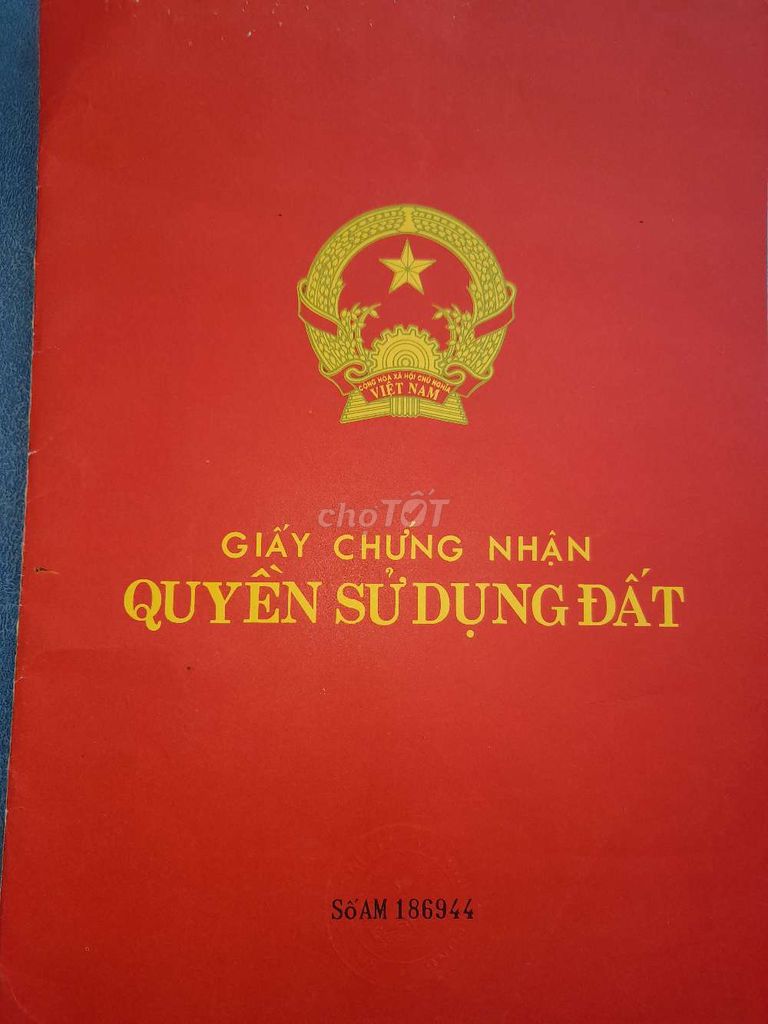 CỘNG HÒA XÃ HỘI CHỦ NGHĨA
VIỆT NAM
choTỐT
GIẤY CHỨNG NHẬN
QUYỀN SỬ DỤNG ĐẤT
Số AM 186944